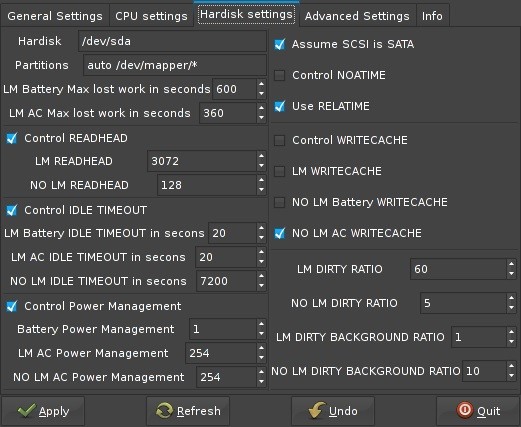 General Settings CPU settings Hardisk settings Advanced Settings Info
Hardisk /dev/sda
Partitions auto /dev/mapper/*
LM Battery Max lost work in seconds 600
LM AC Max lost work in seconds 360
Control READHEAD
LM READHEAD 3072
NO LM READHEAD 128
Control IDLE TIMEOUT
LM Battery IDLE TIMEOUT in secons 20
LM AC IDLE TIMEOUT in secons 20
NO LM IDLE TIMEOUT in secons 7200
Control Power Management
Battery Power Management 1
LM AC Power Management 254
NO LM AC Power Management 254
Assume SCSI is SATA
Control NOATIME
Use RELATIME
Control WRITECACHE
LM WRITECACHE
NO LM Battery WRITECACHE
NO LM AC WRITECACHE
LM DIRTY RATIO 60
NO LM DIRTY RATIO 5
LM DIRTY BACKGROUND RATIO 1
NO LM DIRTY BACKGROUND RATIO 10
Apply Refresh Undo Quit